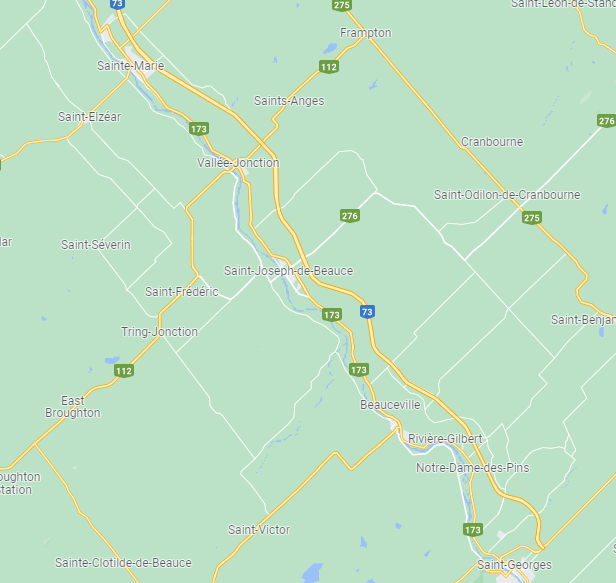 73
275
Saint-Léon-de-Stand
Frampton
Sainte-Marie
112
Saints-Anges
Saint-Elzéar
173
276
Cranbourne
Vallée-Jonction
Saint-Odilon-de-Cranbourne
276
275
lar
Saint-Séverin
Saint-Joseph-de-Beauce
Saint-Frédéric
73
173
Saint-Benjam
Tring-Jonction
112
173
East
Broughton
Beauceville
Rivière-Gilbert
Notre-Dame-des-Pins
oughton
Station
173
Saint-Victor
Sainte-Clotilde-de-Beauce
Saint-Georges
S